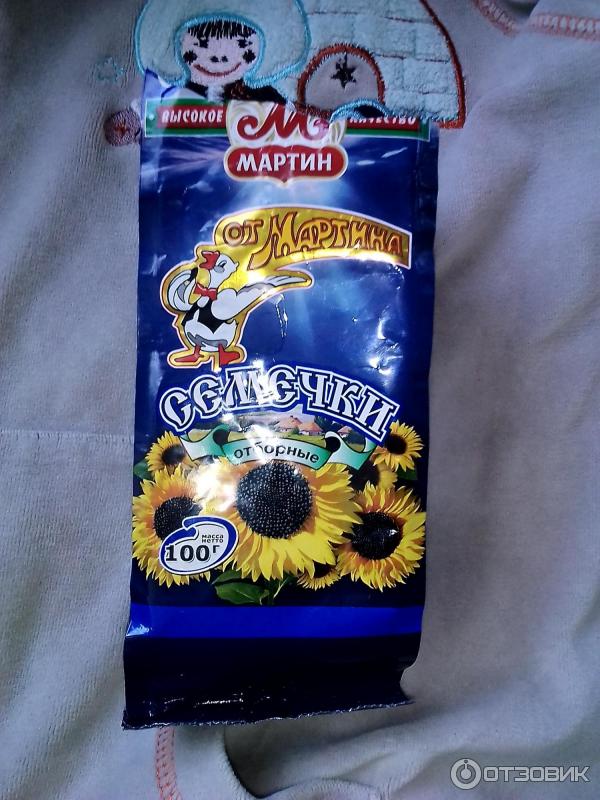 ВЫСОКОЕ КАЧЕСТВО
М
МАРТИН
ОТ МАРТИНА
СЕМЕЧКИ
отборные
масса
нетто
100г
ОТЗОВИК